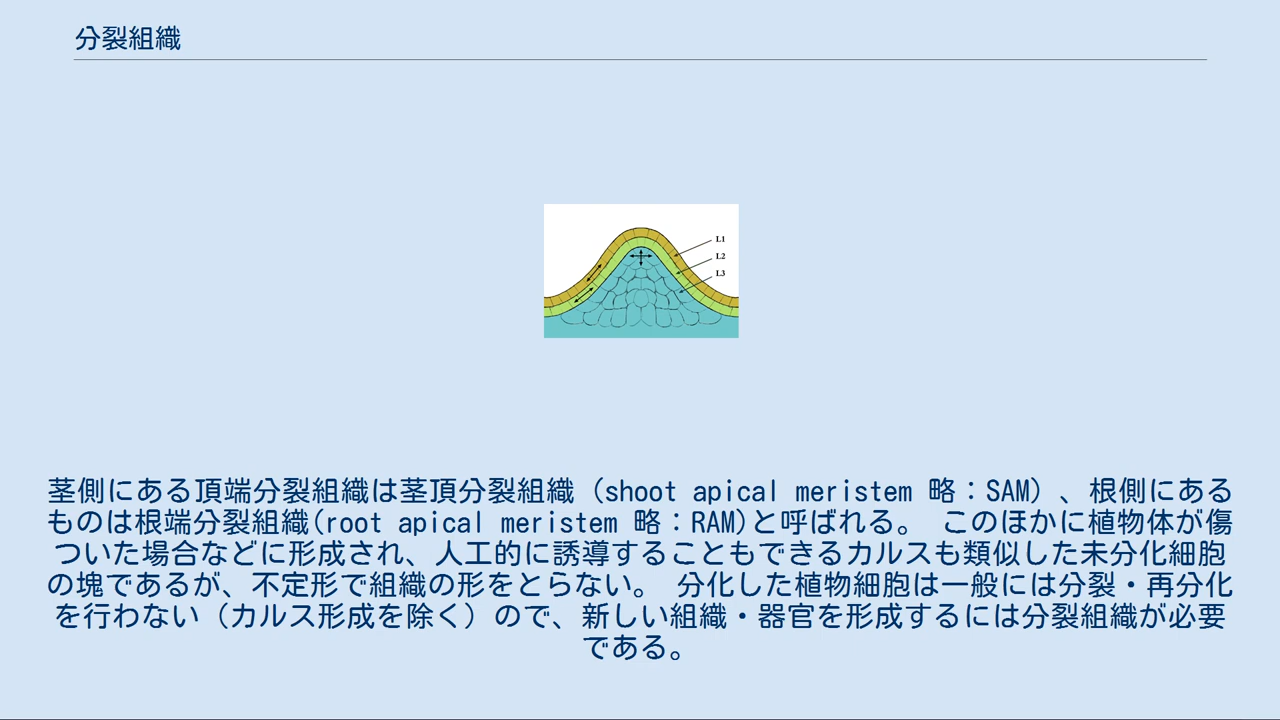 分裂組織
L1
L2
L3
茎側にある頂端分裂組織は茎頂分裂組織（shoot apical meristem 略：SAM）、根側にある
ものは根端分裂組織(root apical meristem 略：RAM)と呼ばれる。 このほかに植物体が傷
ついた場合などに形成され、人工的に誘導することもできるカルスも類似した未分化細胞
の塊であるが、不定形で組織の形をとらない。 分化した植物細胞は一般には分裂・再分化
を行わない（カルス形成を除く）ので、新しい組織・器官を形成するには分裂組織が必要
である。